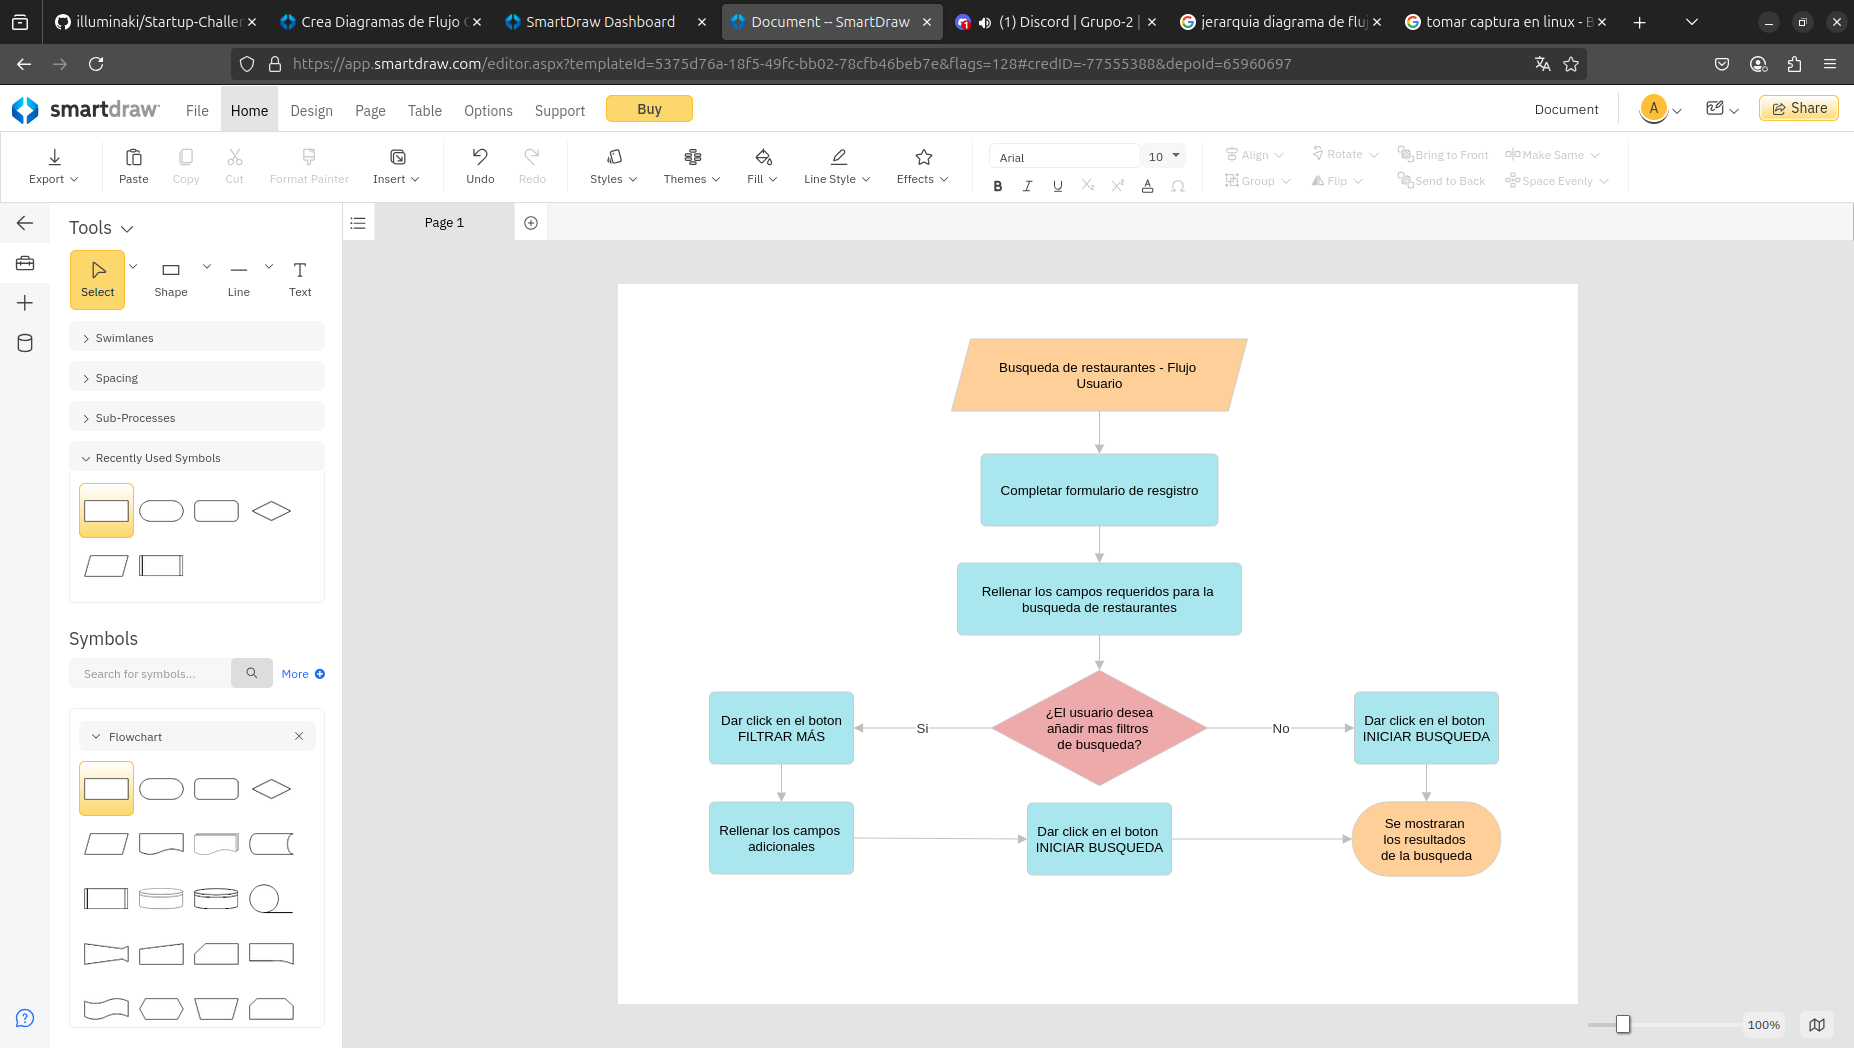 illuminaki/Startup-Challe
Crea Diagramas de Flujo
SmartDraw Dashboard
Document -- SmartDraw
(1) Discord | Grupo-2 |
jerarquia diagrama de fluj
tomar captura en linux - B
https://app.smartdraw.com/editor.aspx?templateId=5375d76a-18f5-49fc-bb02-78cfb46beb7e&flags=128#credID=-77555388&depoId=65960697
smartdraw
File
Home
Design
Page
Table
Options
Support
Buy
Document
A
Share
Export
Paste
Copy
Cut
Format Painter
Insert
Undo
Redo
Styles
Themes
Fill
Line Style
Effects
Arial
10
B I U X₂ X² A Ω
Align
Rotate
Bring to Front
Make Same
Group
Flip
Send to Back
Space Evenly
Tools
Page 1
Select
Shape
Line
Text
Swimlanes
Spacing
Sub-Processes
Recently Used Symbols
Symbols
Search for symbols...
More
Flowchart
Busqueda de restaurantes - Flujo
Usuario
Completar formulario de resgistro
Rellenar los campos requeridos para la
busqueda de restaurantes
¿El usuario desea
añadir mas filtros
de busqueda?
Si
No
Dar click en el boton
FILTRAR MÁS
Dar click en el boton
INICIAR BUSQUEDA
Rellenar los campos
adicionales
Dar click en el boton
INICIAR BUSQUEDA
Se mostraran
los resultados
de la busqueda
100%